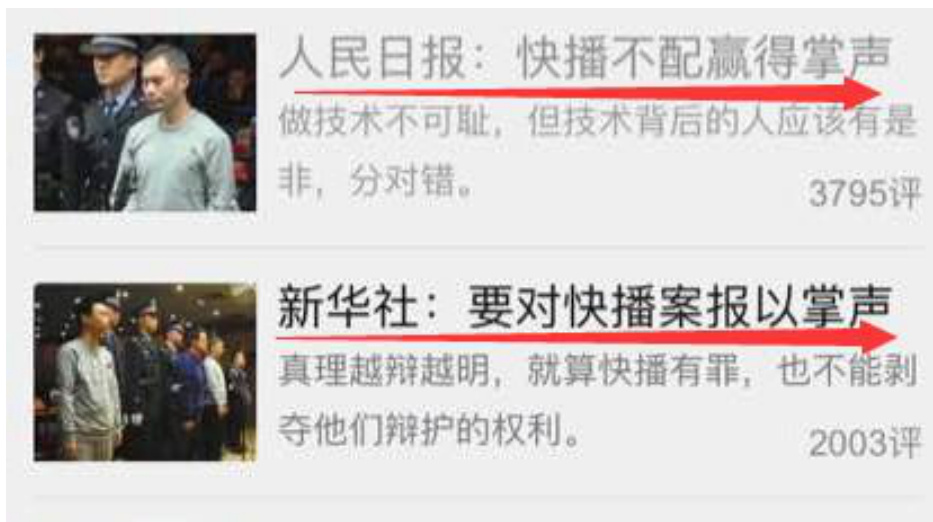 人民日报：快播不配赢得掌声
做技术不可耻，但技术背后的人应该有是
非，分对错。
3795评
新华社：要对快播案报以掌声
真理越辩越明，就算快播有罪，也不能剥
夺他们辩护的权利。
2003评